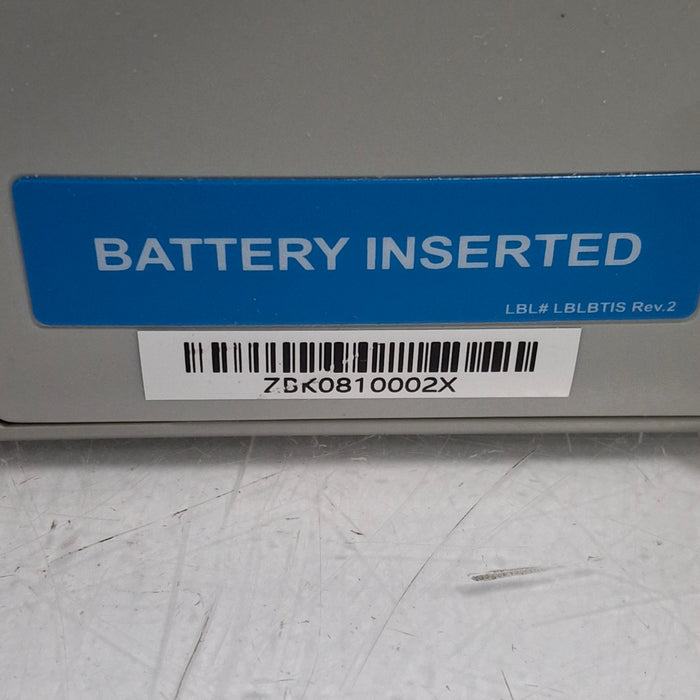 BATTERY INSERTED
LBL# LBLBTIS Rev.2
ZBK0810002X